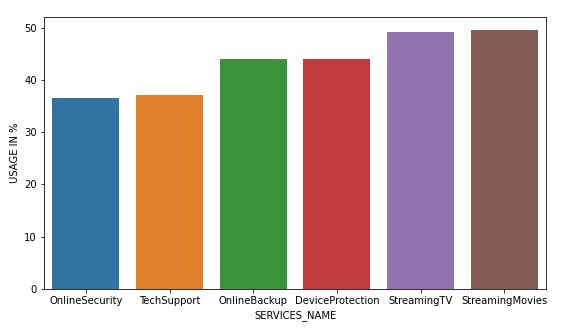 50
40
30
20
10
0
USAGE IN %
OnlineSecurity TechSupport OnlineBackup DeviceProtection StreamingTV StreamingMovies
SERVICES_NAME